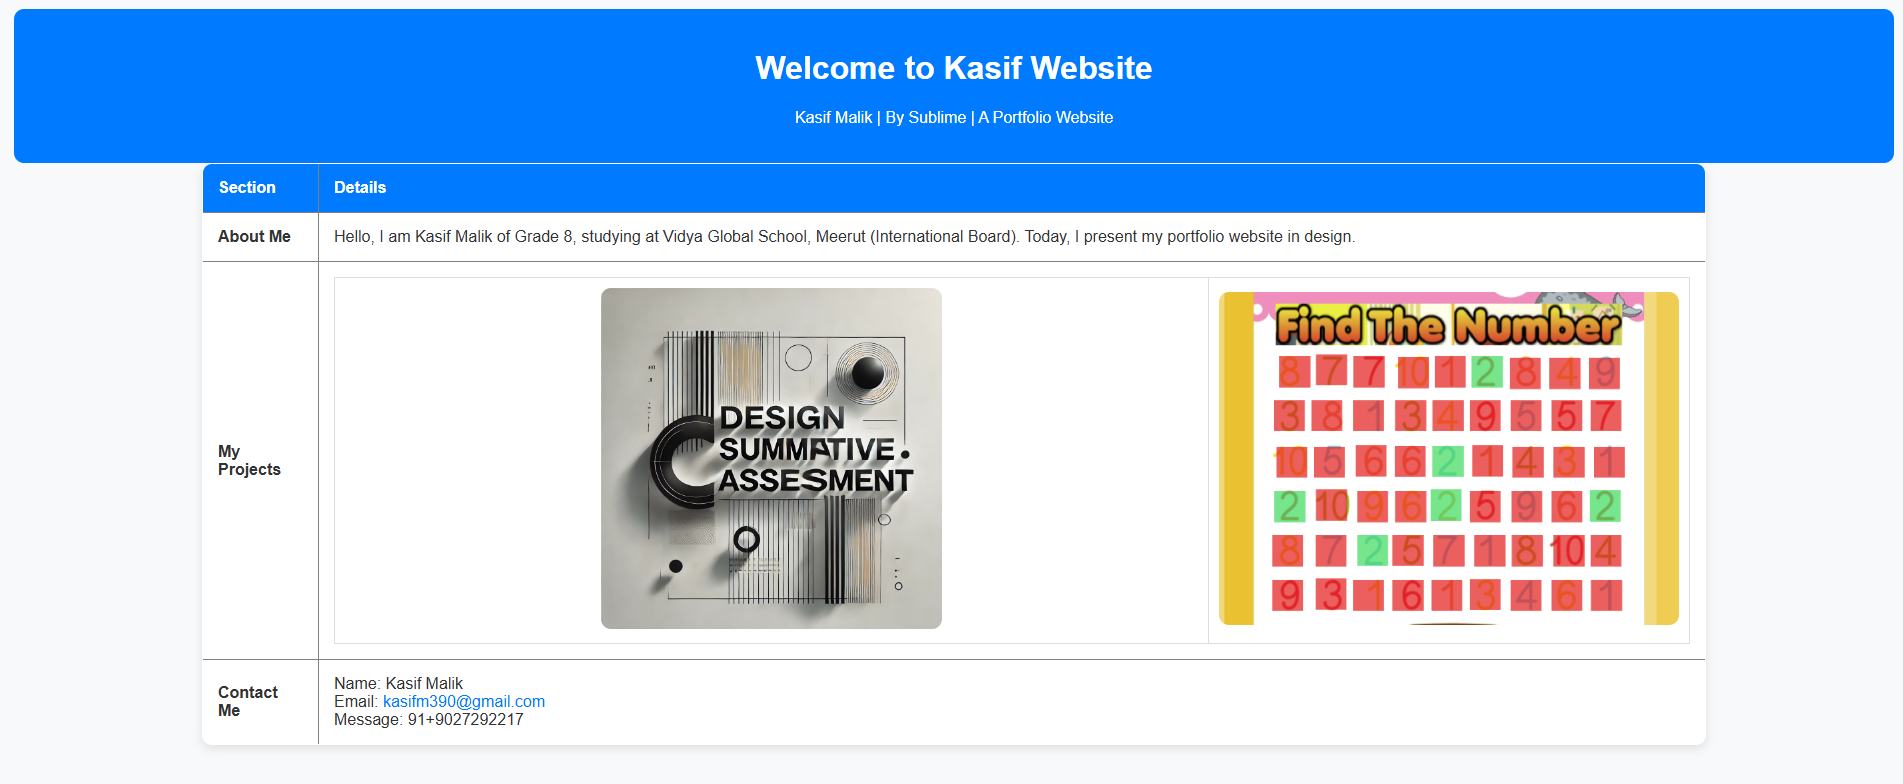 Welcome to Kasif Website
Kasif Malik | By Sublime | A Portfolio Website
Section Details
About Me Hello, I am Kasif Malik of Grade 8, studying at Vidya Global School, Meerut (International Board). Today, I present my portfolio website in design.
My
Projects
DESIGN
SUMMATIVE.
ASSESSMENT
Find The Number
8 7 7 10 1 2 8 4 9
3 8 1 3 4 9 5 5 7
10 5 6 6 2 1 4 3 1
2 10 9 6 2 5 9 6 2
8 7 2 5 7 1 8 10 4
9 3 1 6 1 3 4 6 1
Contact
Me
Name: Kasif Malik
Email: kasifm390@gmail.com
Message: 91+9027292217